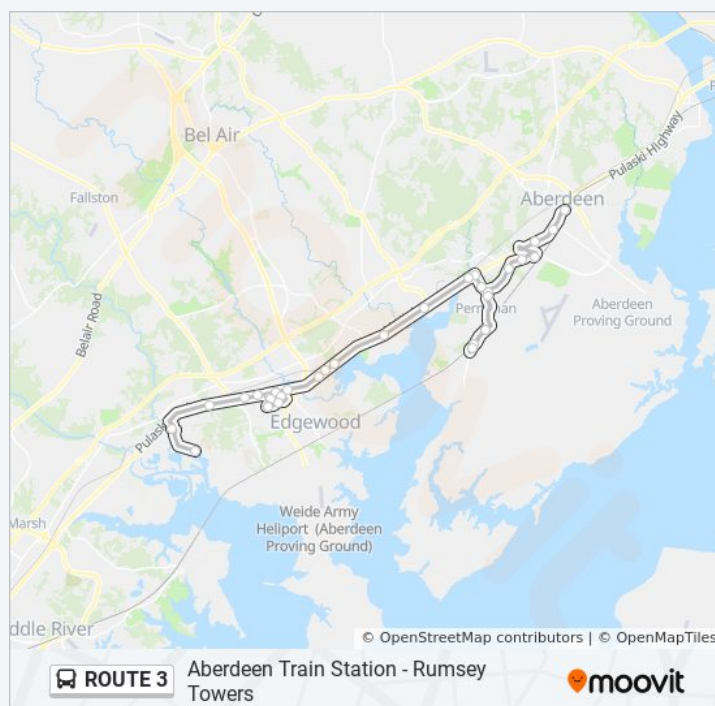 Bel Air
Fallston
Pulaski Highway
Aberdeen
Belair Road
Perryman
Aberdeen
Proving Ground
Pulaski
Edgewood
Weide Army
Heliport (Aberdeen
Proving Ground)
Marsh
ddle River
© OpenStreetMap contributors | © OpenMapTiles
ROUTE 3
Aberdeen Train Station - Rumsey
Towers
moovit